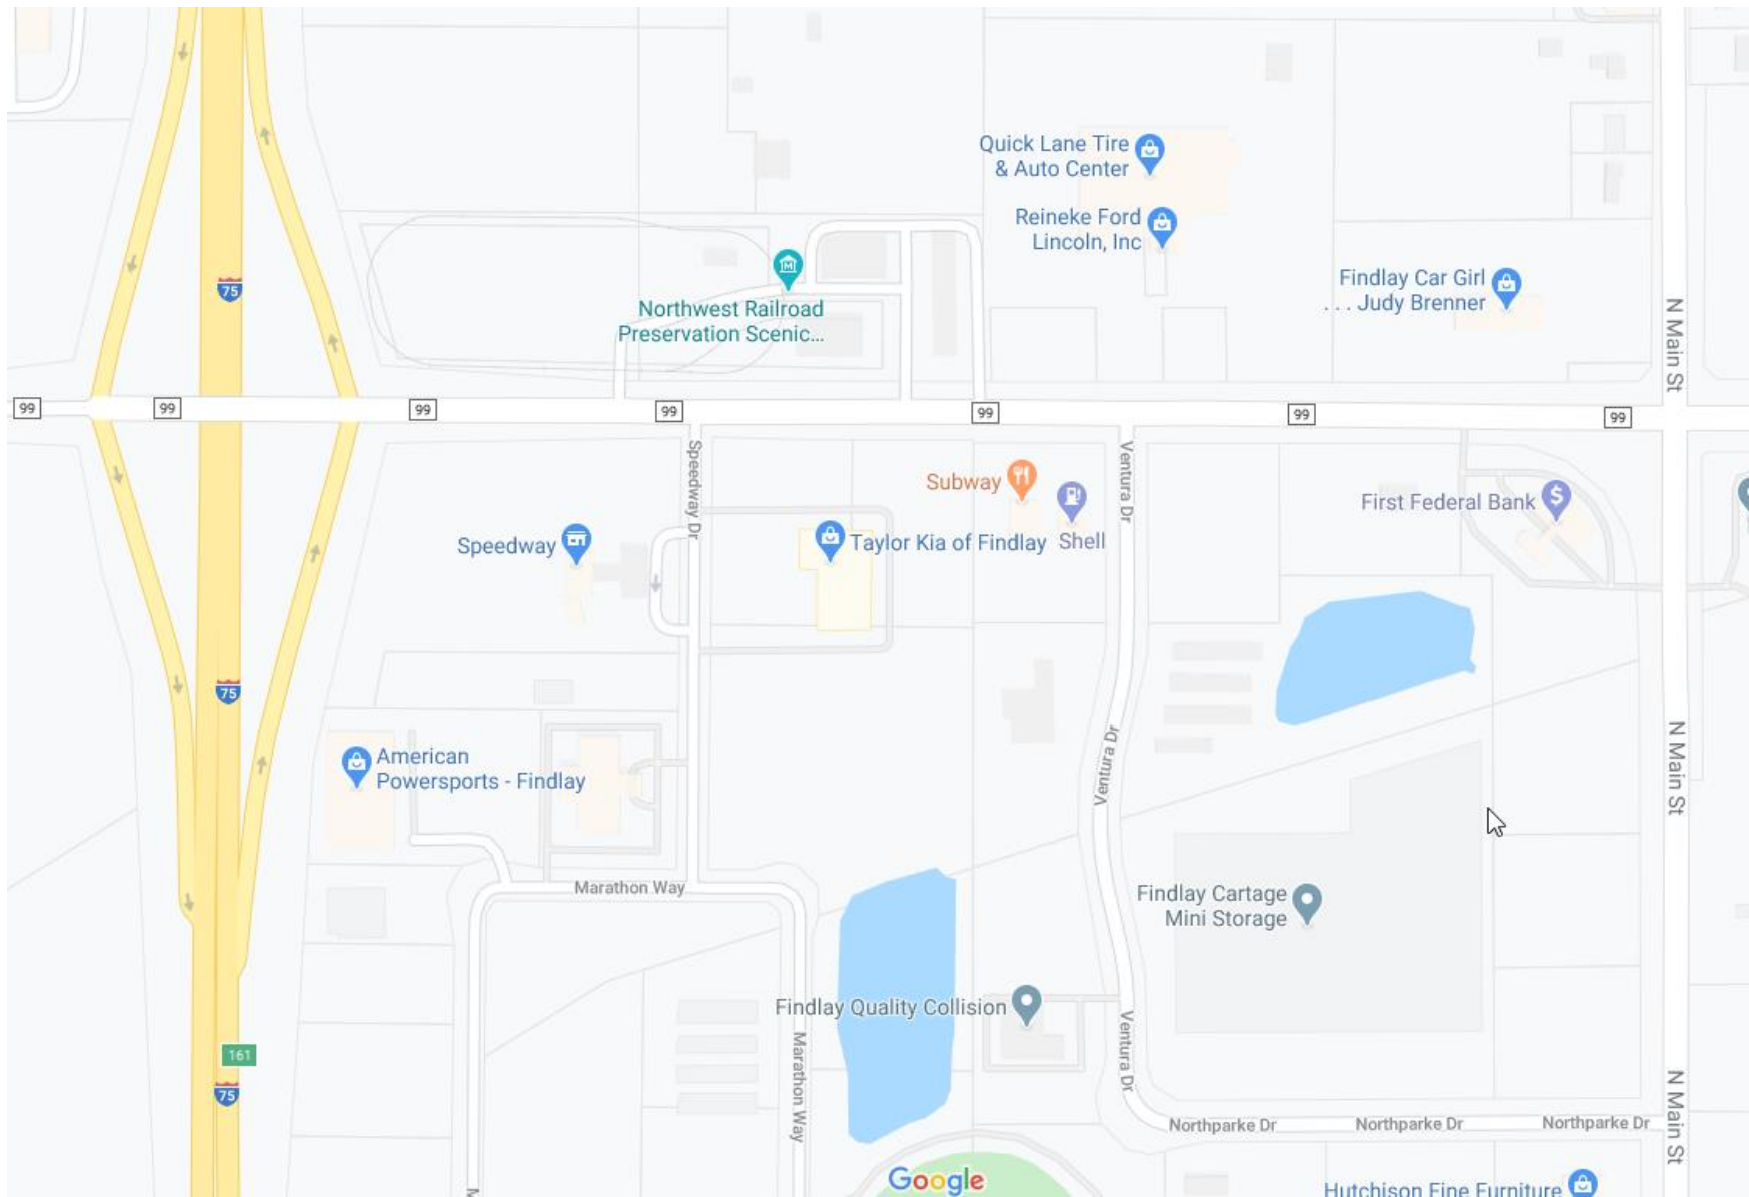 Quick Lane Tire
& Auto Center
Reineke Ford
Lincoln, Inc
75
Northwest Railroad
Preservation Scenic...
Findlay Car Girl
. . . Judy Brenner
N Main St
99
99
99
99
99
99
99
Speedway Dr
Ventura Dr
Subway
First Federal Bank
Speedway
Taylor Kia of Findlay
Shell
75
American
Powersports - Findlay
Ventura Dr
N Main St
Marathon Way
Findlay Cartage
Mini Storage
Findlay Quality Collision
161
75
Marathon Way
Ventura Dr
N Main St
Northparke Dr
Northparke Dr
Northparke Dr
Google
Hutchison Fine Furniture